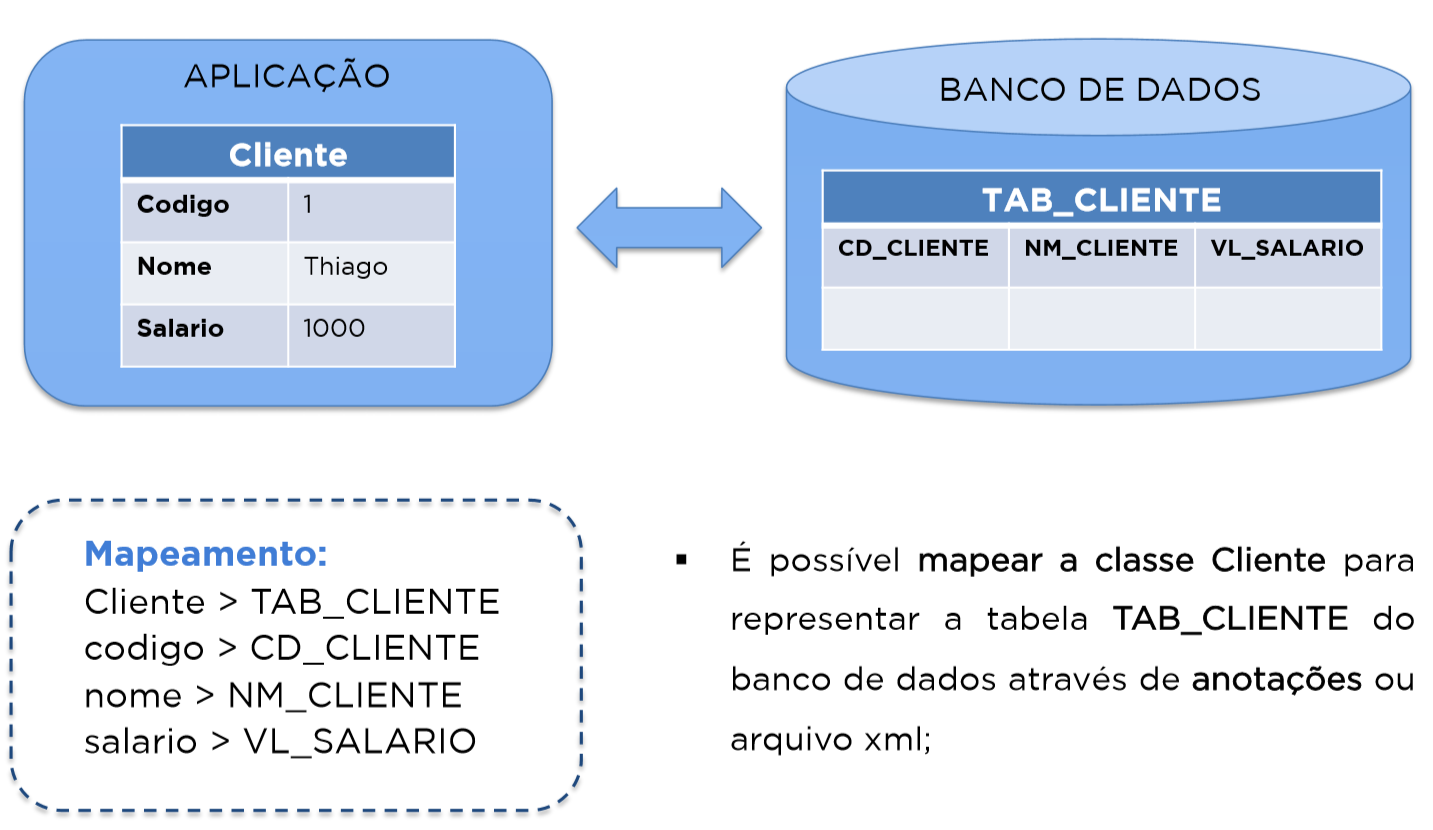 APLICAÇÃO
Cliente
Codigo 1
Nome Thiago
Salario 1000
BANCO DE DADOS
TAB_CLIENTE
CD_CLIENTE NM_CLIENTE VL_SALARIO
Mapeamento:
Cliente > TAB_CLIENTE
codigo > CD_CLIENTE
nome > NM_CLIENTE
salario > VL_SALARIO
▪ É possível mapear a classe Cliente para
representar a tabela TAB_CLIENTE do
banco de dados através de anotações ou
arquivo xml;